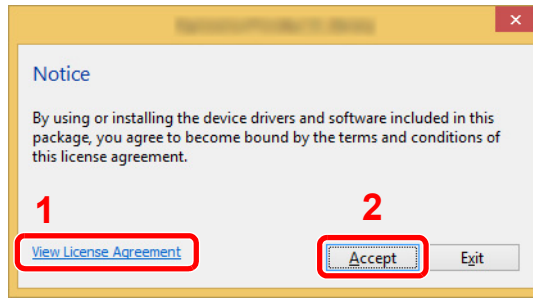 Notice
By using or installing the device drivers and software included in this
package, you agree to become bound by the terms and conditions of
this license agreement.
1
2
View License Agreement
Accept
Exit